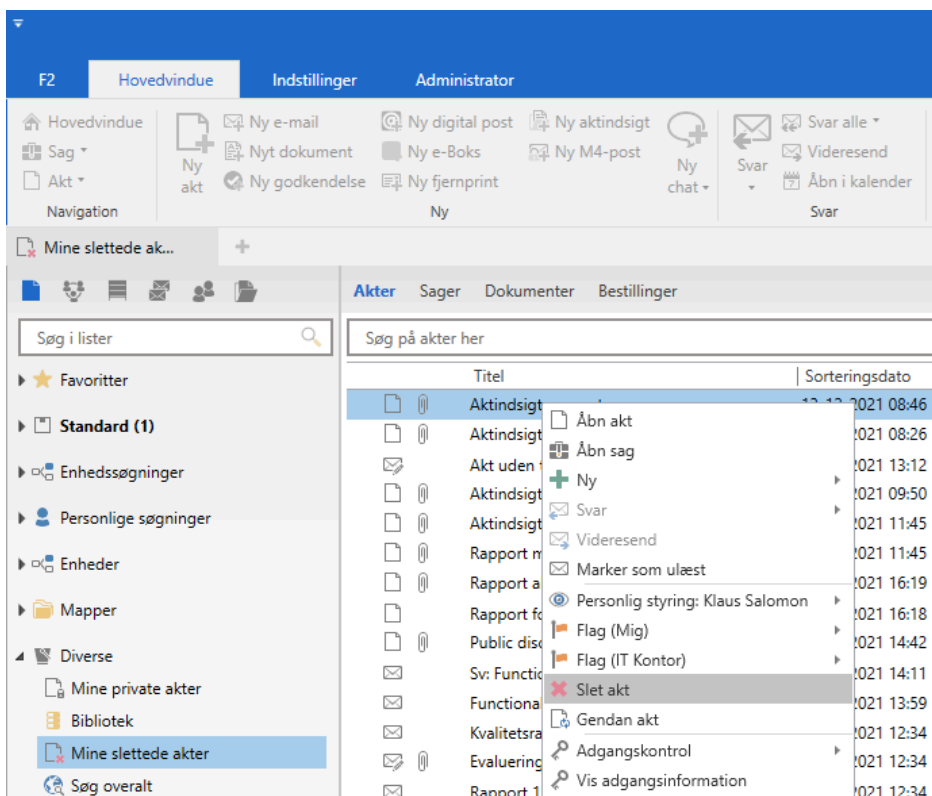 F2 Hovedvindue Indstillinger Administrator
Hovedvindue
Sag
Akt
Navigation
Ny akt
Ny e-mail
Nyt dokument
Ny godkendelse
Ny digital post
Ny e-Boks
Ny fjernprint
Ny aktindsigt
Ny M4-post
Ny chat
Ny
Svar
Svar alle
Videresend
Åbn i kalender
Svar
Mine slettede ak...
Søg i lister
Favoritter
Standard (1)
Enhedssøgninger
Personlige søgninger
Enheder
Mapper
Diverse
Mine private akter
Bibliotek
Mine slettede akter
Søg overalt
Akter Sager Dokumenter Bestillinger
Søg på akter her
Titel Sorteringsdato
Aktindsigt 2021 08:46
Aktindsigt 2021 08:26
Akt uden 2021 13:12
Aktindsigt 2021 09:50
Aktindsigt 2021 11:45
Rapport 2021 11:45
Rapport 2021 16:19
Rapport 2021 16:18
Public 2021 14:42
Sv: 2021 14:11
2021 13:59
2021 12:34
Evaluering 2021 12:34
Rapport 2021 12:34
Åbn akt
Åbn sag
Ny
Svar
Videresend
Marker som ulæst
Personlig styring: Klaus Salomon
Flag (Mig)
Flag (IT Kontor)
Slet akt
Gendan akt
Adgangskontrol
Vis adgangsinformation